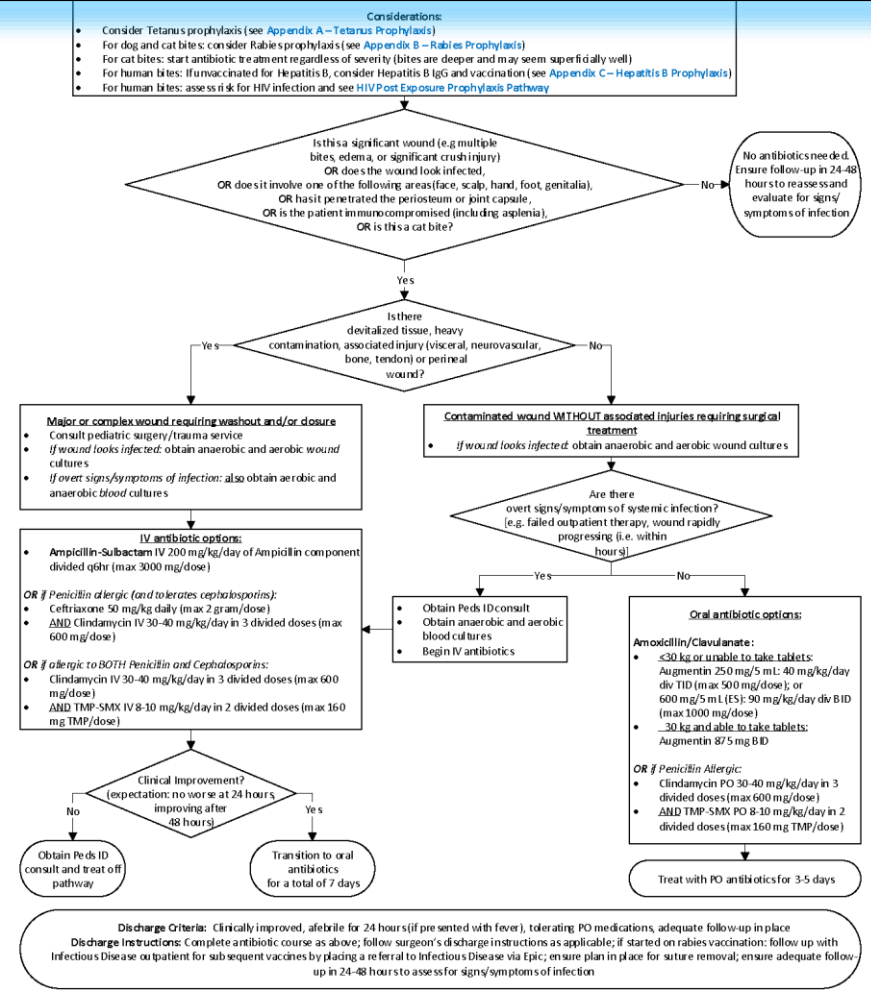 Considerations:
• Consider Tetanus prophylaxis (see Appendix A – Tetanus Prophylaxis)
• For dog and cat bites: consider Rabies prophylaxis (see Appendix B – Rabies Prophylaxis)
• For cat bites: start antibiotic treatment regardless of severity (bites are deeper and may seem superficially well)
• For human bites: If unvaccinated for Hepatitis B, consider Hepatitis B IgG and vaccination (see Appendix C – Hepatitis B Prophylaxis)
• For human bites: assess risk for HIV infection and see HIV Post Exposure Prophylaxis Pathway
Is this a significant wound (e.g multiple
bites, edema, or significant crush injury)
OR does the wound look infected,
OR does it involve one of the following areas (face, scalp, hand, foot, genitalia),
OR has it penetrated the periosteum or joint capsule,
OR is the patient immunocompromised (including asplenia),
OR is this a cat bite?
No
No antibiotics needed.
Ensure follow-up in 24-48
hours to reassess and
evaluate for signs/
symptoms of infection
Yes
Is there
devitalized tissue, heavy
contamination, associated injury (visceral, neurovascular,
bone, tendon) or perineal
wound?
Yes
No
Major or complex wound requiring washout and/or closure
• Consult pediatric surgery/trauma service
• If wound looks infected: obtain anaerobic and aerobic wound
cultures
• If overt signs/symptoms of infection: also obtain aerobic and
anaerobic blood cultures
Contaminated wound WITHOUT associated injuries requiring surgical
treatment
• If wound looks infected: obtain anaerobic and aerobic wound cultures
Are there
overt signs/symptoms of systemic infection?
[e.g. failed outpatient therapy, wound rapidly
progressing (i.e. within
hours)]
Yes
No
IV antibiotic options:
• Ampicillin-Sulbactam IV 200 mg/kg/day of Ampicillin component
divided q6hr (max 3000 mg/dose)
OR if Penicillin allergic (and tolerates cephalosporins):
• Ceftriaxone 50 mg/kg daily (max 2 gram/dose)
• AND Clindamycin IV 30-40 mg/kg/day in 3 divided doses (max
600 mg/dose)
OR if allergic to BOTH Penicillin and Cephalosporins:
• Clindamycin IV 30-40 mg/kg/day in 3 divided doses (max 600
mg/dose)
• AND TMP-SMX IV 8-10 mg/kg/day in 2 divided doses (max 160
mg TMP/dose)
• Obtain Peds ID consult
• Obtain anaerobic and aerobic
blood cultures
• Begin IV antibiotics
Oral antibiotic options:
Amoxicillin/Clavulanate:
• <30 kg or unable to take tablets:
Augmentin 250 mg/5 mL: 40 mg/kg/day
div TID (max 500 mg/dose); or
600 mg/5 mL (ES): 90 mg/kg/day div BID
(max 1000 mg/dose)
• 30 kg and able to take tablets:
Augmentin 875 mg BID
OR if Penicillin Allergic:
• Clindamycin PO 30-40 mg/kg/day in 3
divided doses (max 600 mg/dose)
• AND TMP-SMX PO 8-10 mg/kg/day in 2
divided doses (max 160 mg TMP/dose)
Clinical Improvement?
(expectation: no worse at 24 hours,
improving after
48 hours)
No
Yes
Obtain Peds ID
consult and treat off
pathway
Transition to oral
antibiotics
for a total of 7 days
Treat with PO antibiotics for 3-5 days
Discharge Criteria: Clinically improved, afebrile for 24 hours (if presented with fever), tolerating PO medications, adequate follow-up in place
Discharge Instructions: Complete antibiotic course as above; follow surgeon's discharge instructions as applicable; if started on rabies vaccination: follow up with
Infectious Disease outpatient for subsequent vaccines by placing a referral to Infectious Disease via Epic; ensure plan in place for suture removal; ensure adequate follow-
up in 24-48 hours to assess for signs/symptoms of infection